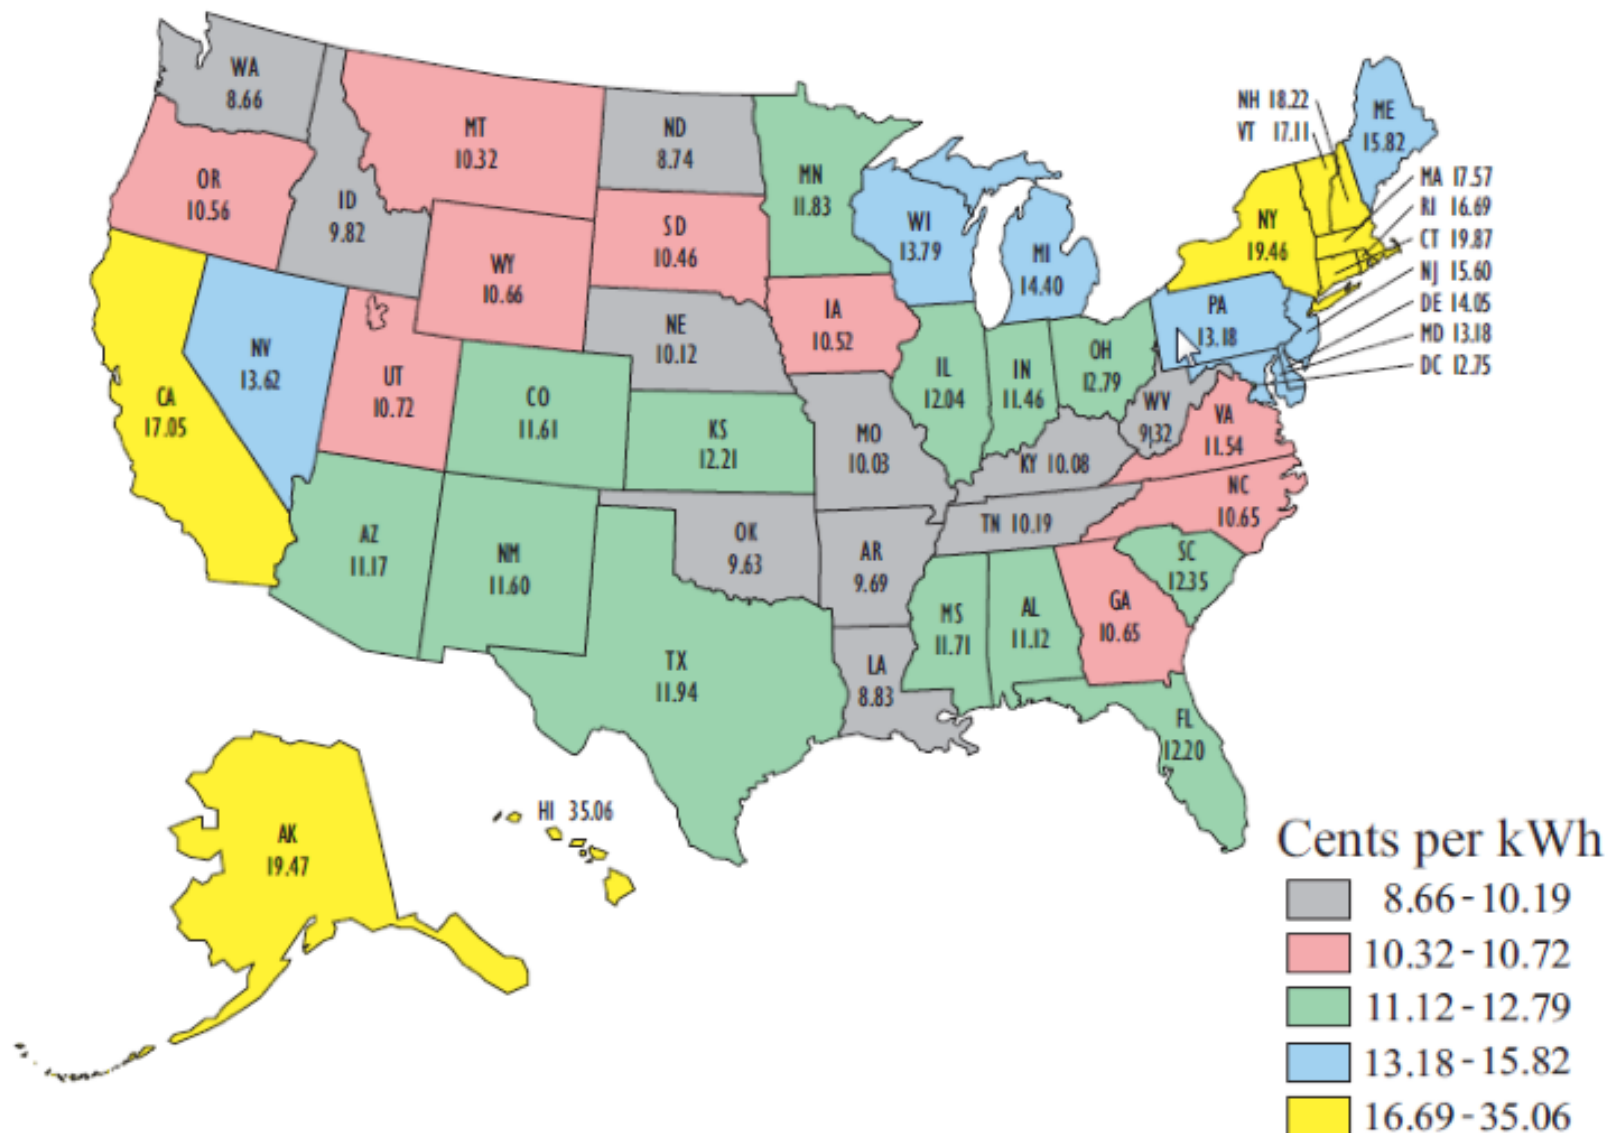 WA
8.66
MT
10.32
ND
8.74
MN
11.83
OR
10.56
ID
9.82
WY
10.66
SD
10.46
WI
13.79
MI
14.40
NY
19.46
NH 18.22
VT 17.11
ME
15.82
MA 17.57
RI 16.69
CT 19.87
NJ 15.60
DE 14.05
MD 13.18
DC 12.75
CA
17.05
NV
13.62
UT
10.72
CO
11.61
NE
10.12
KS
12.21
IA
10.52
MO
10.03
IL
12.04
IN
11.46
OH
12.79
PA
13.18
WV
9.32
VA
11.54
KY 10.08
NC
10.65
TN 10.19
SC
12.35
AZ
11.17
NM
11.60
OK
9.63
AR
9.69
TX
11.94
LA
8.83
MS
11.71
AL
11.12
GA
10.65
FL
12.20
AK
19.47
HI 35.06
Cents per kWh
8.66-10.19
10.32-10.72
11.12-12.79
13.18-15.82
16.69-35.06